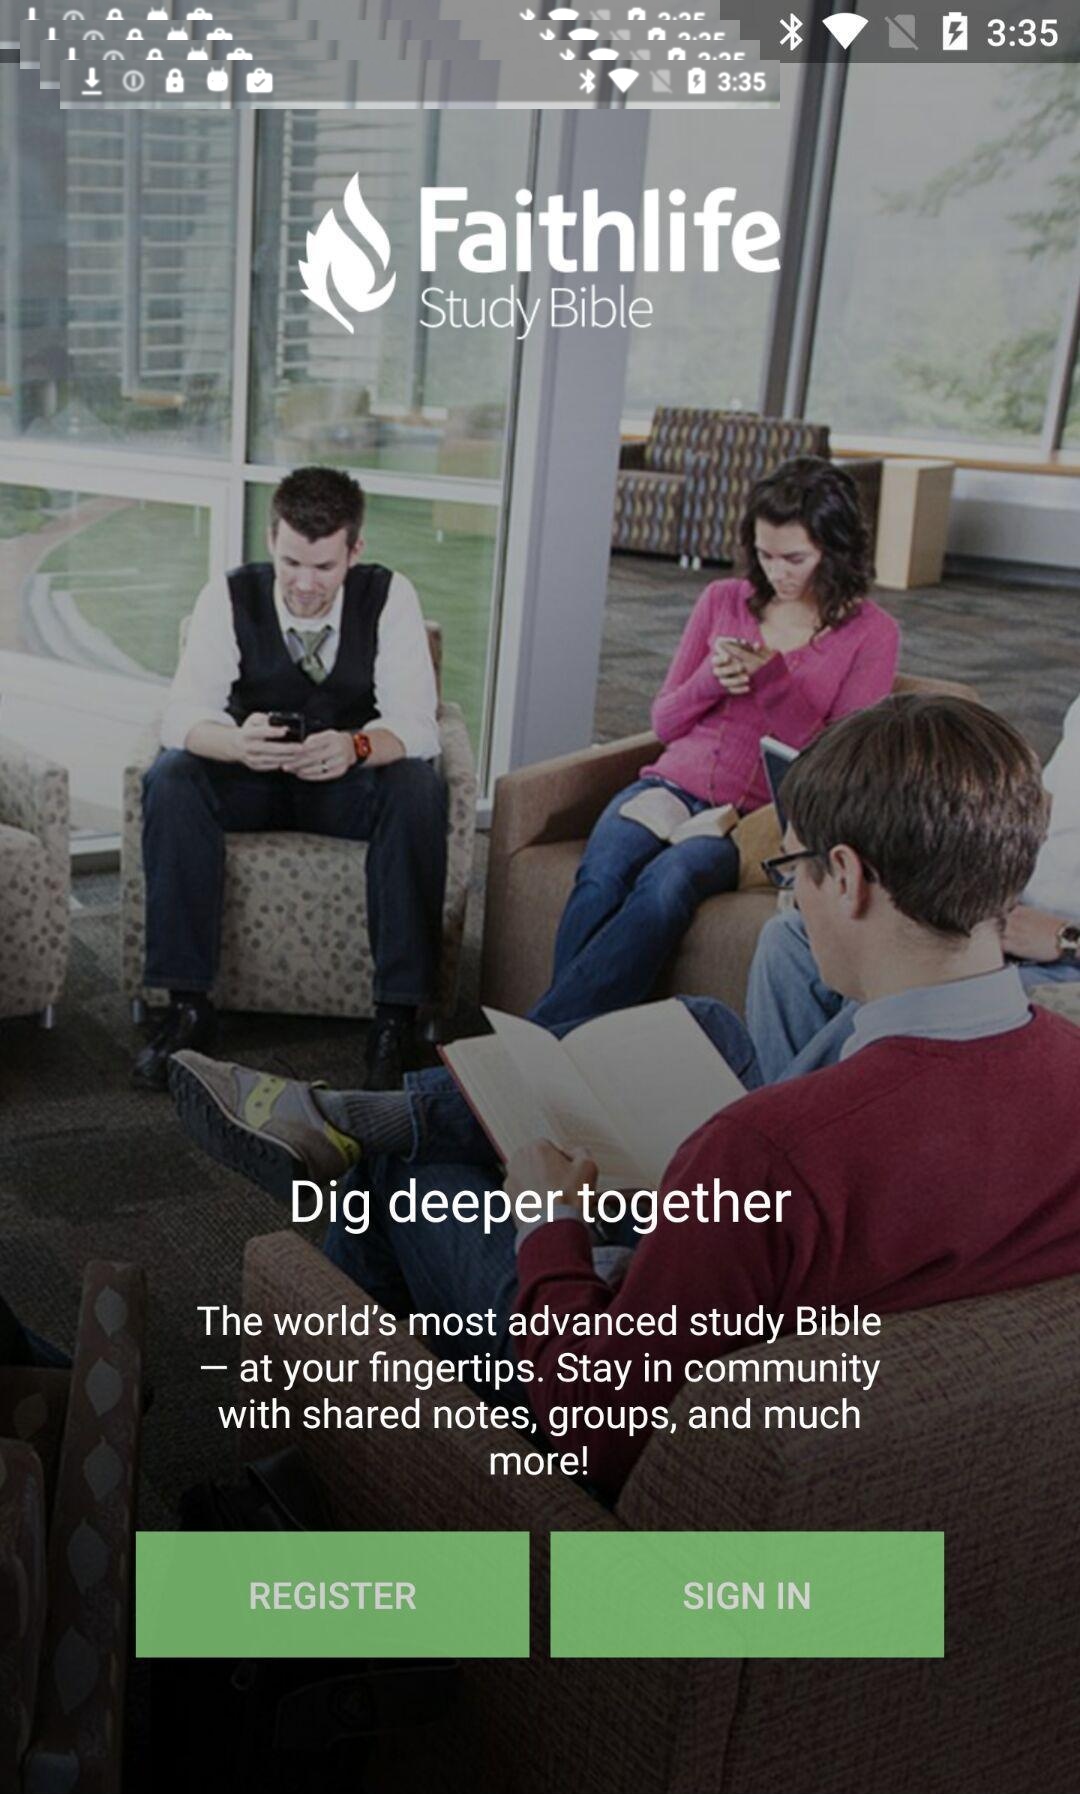 3:35
3:35
Faithlife
Study Bible
Dig deeper together
The world’s most advanced study Bible
— at your fingertips. Stay in community
with shared notes, groups, and much
more!
REGISTER
SIGN IN